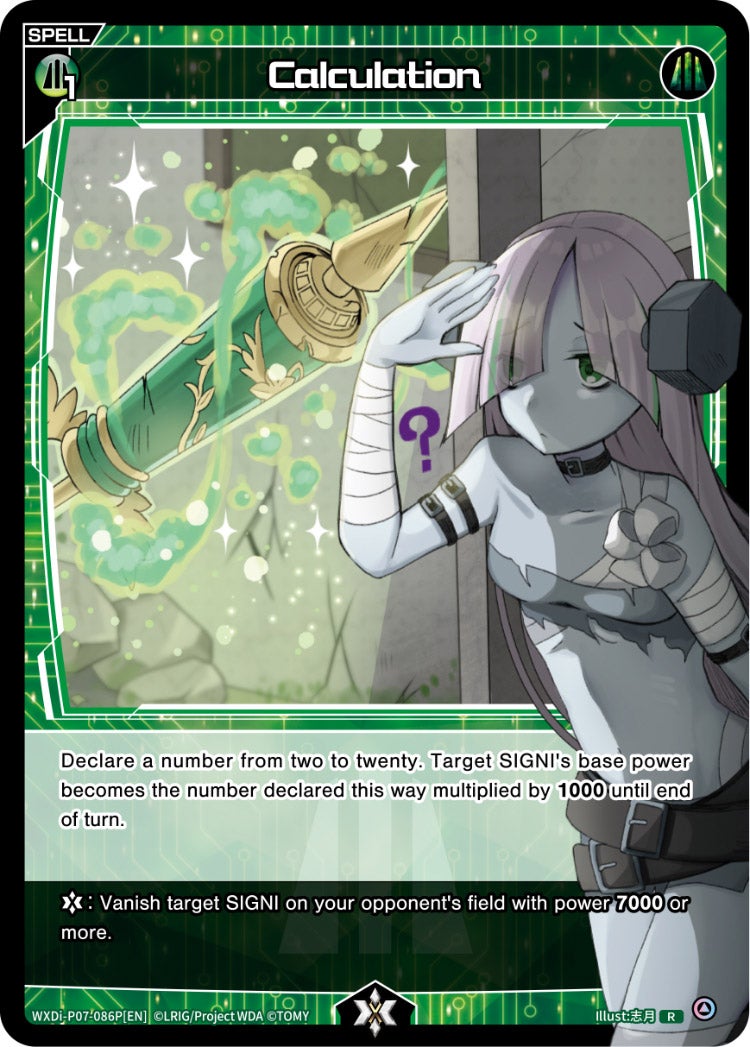 SPELL
1
Calculation
?
Declare a number from two to twenty. Target SIGNI's base power
becomes the number declared this way multiplied by 1000 until end
of turn.
: Vanish target SIGNI on your opponent's field with power 7000 or
more.
WXDi-P07-086P[EN] ©LRIG/Project WDA ©TOMY
Illust:志月 R